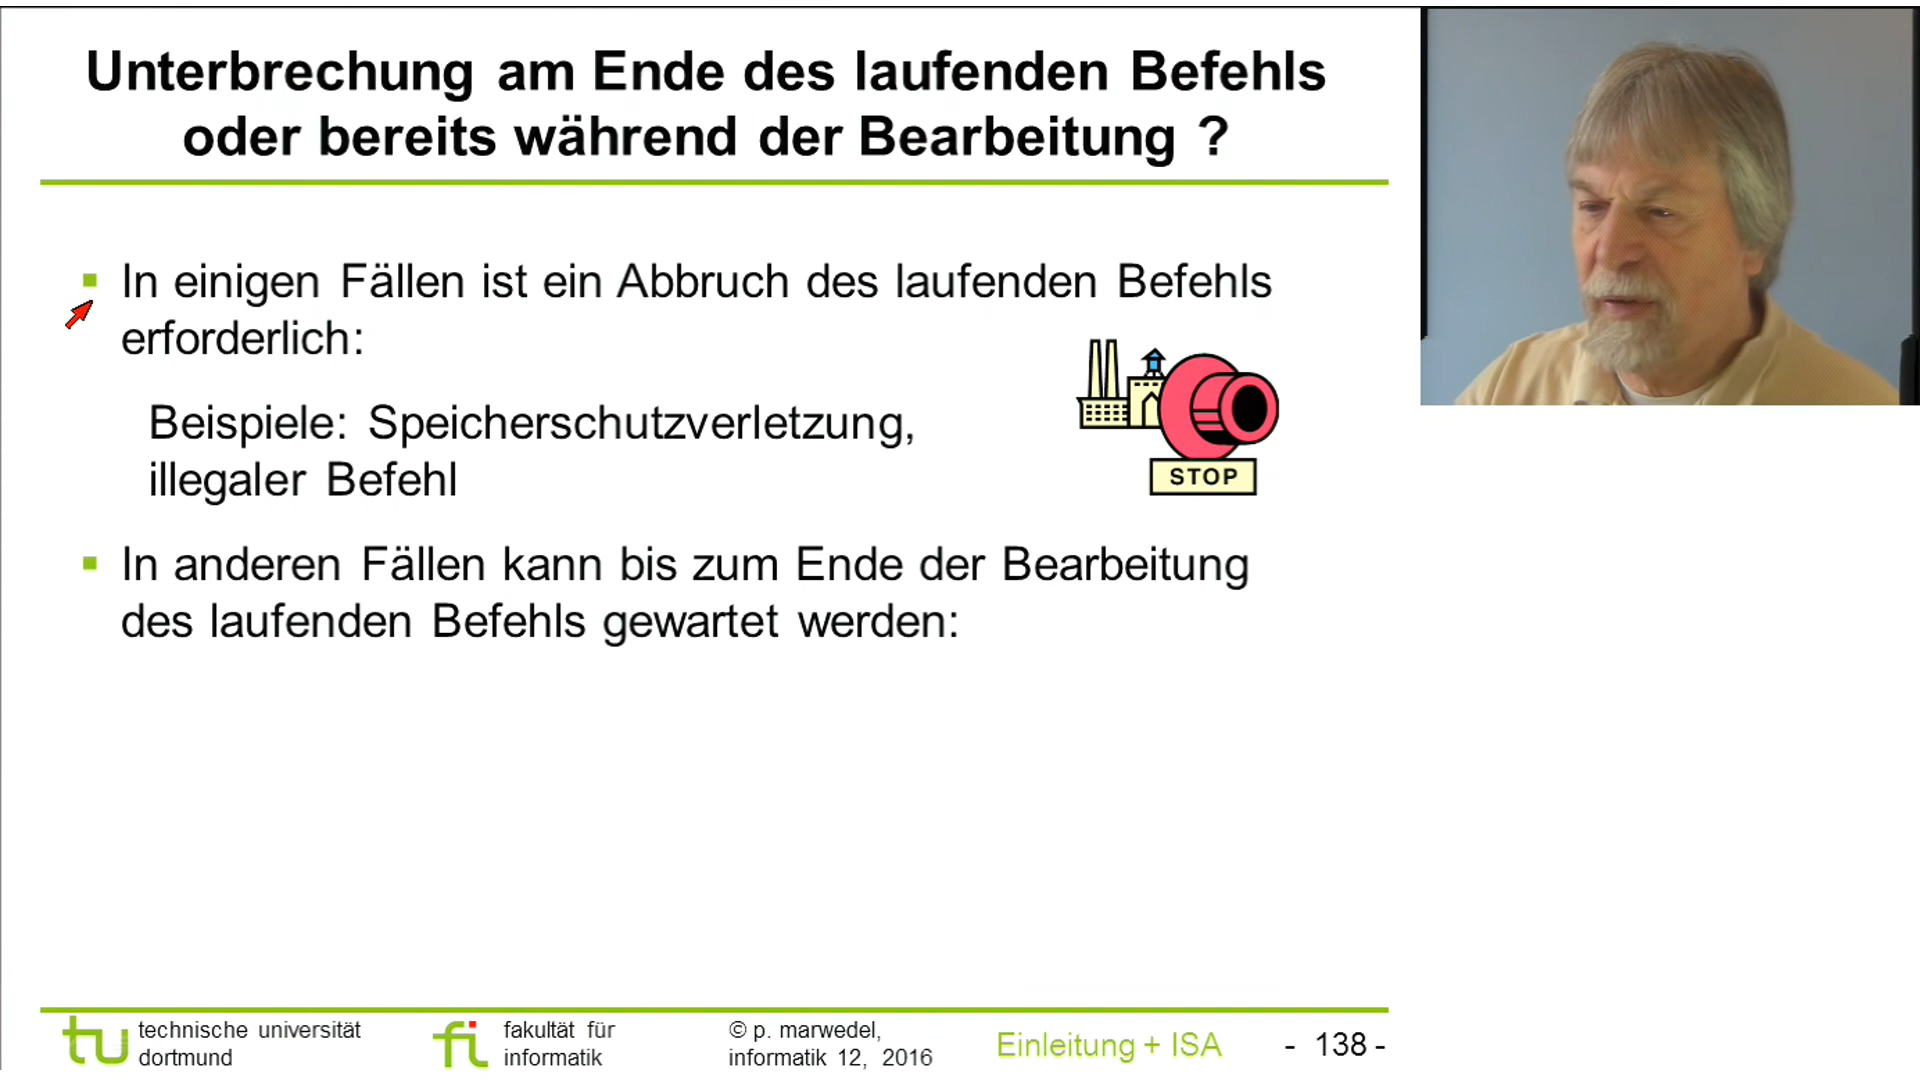 Unterbrechung am Ende des laufenden Befehls
oder bereits während der Bearbeitung ?
In einigen Fällen ist ein Abbruch des laufenden Befehls
erforderlich:
Beispiele: Speicherschutzverletzung,
illegaler Befehl
STOP
In anderen Fällen kann bis zum Ende der Bearbeitung
des laufenden Befehls gewartet werden:
tu technische universität
dortmund
fi fakultät für
informatik
© p. marwedel,
informatik 12, 2016
Einleitung + ISA
- 138 -